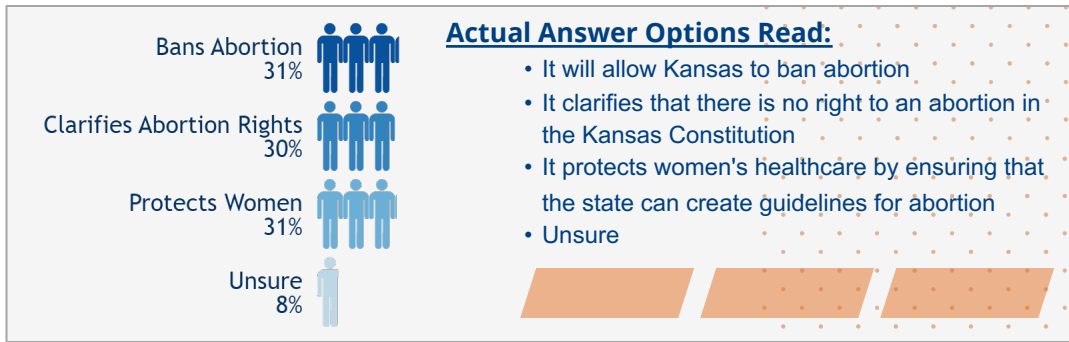 Bans Abortion
31%
Clarifies Abortion Rights
30%
Protects Women
31%
Unsure
8%
Actual Answer Options Read:
• It will allow Kansas to ban abortion
• It clarifies that there is no right to an abortion in
the Kansas Constitution
• It protects women's healthcare by ensuring that
the state can create guidelines for abortion
• Unsure